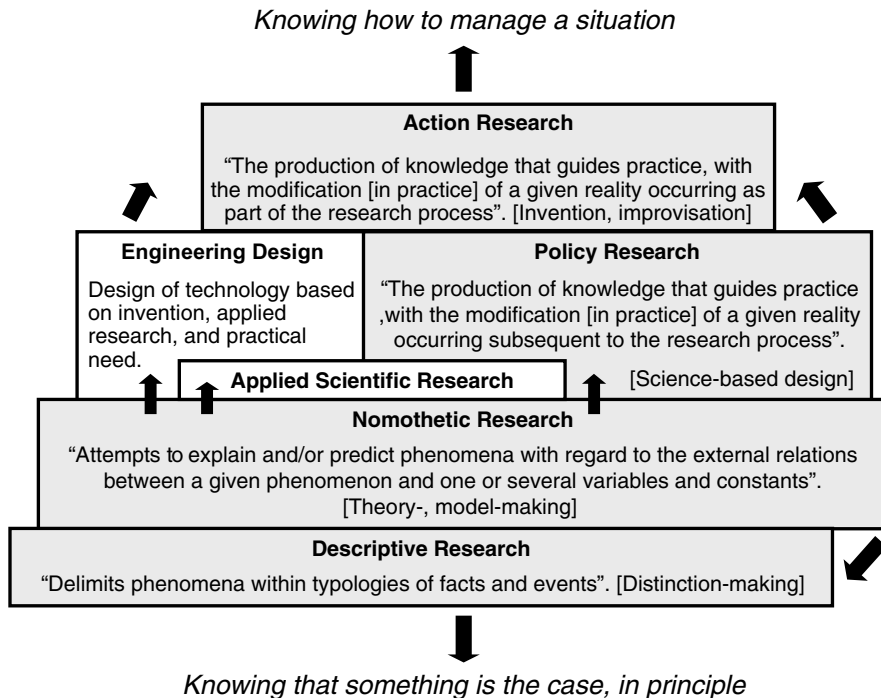 Knowing how to manage a situation
Action Research
“The production of knowledge that guides practice, with
the modification [in practice] of a given reality occurring as
part of the research process”. [Invention, improvisation]
Engineering Design
Design of technology based
on invention, applied
research, and practical
need.
Policy Research
“The production of knowledge that guides practice
,with the modification [in practice] of a given reality
occurring subsequent to the research process”.
[Science-based design]
Applied Scientific Research
Nomothetic Research
“Attempts to explain and/or predict phenomena with regard to the external relations
between a given phenomenon and one or several variables and constants”.
[Theory-, model-making]
Descriptive Research
“Delimits phenomena within typologies of facts and events”. [Distinction-making]
Knowing that something is the case, in principle